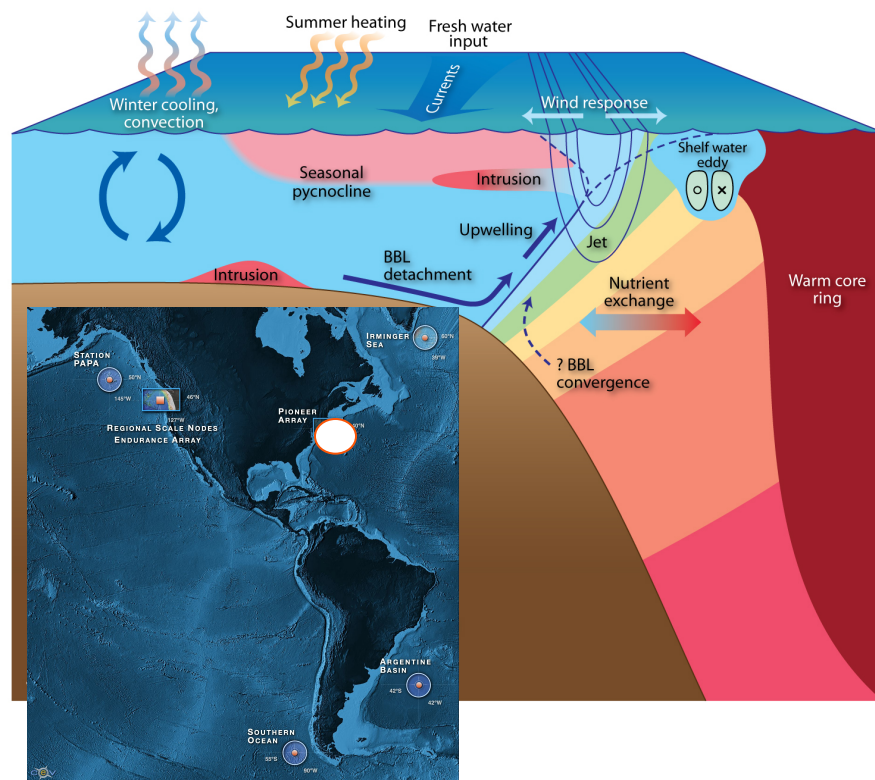 Summer heating
Fresh water
input
Currents
Winter cooling,
convection
Wind response
Shelf water
eddy
Seasonal
pycnocline
Intrusion
Upwelling
Jet
BBL
detachment
Intrusion
Nutrient
exchange
Warm core
ring
? BBL
convergence
IRMINGER
SEA
60°N
39°W
STATION
PAPA
50°N
145°W
46°N
127°W
REGIONAL SCALE NODES
ENDURANCE ARRAY
PIONEER
ARRAY
40°N
ARGENTINE
BASIN
42°S
42°W
SOUTHERN
OCEAN
55°S
90°W